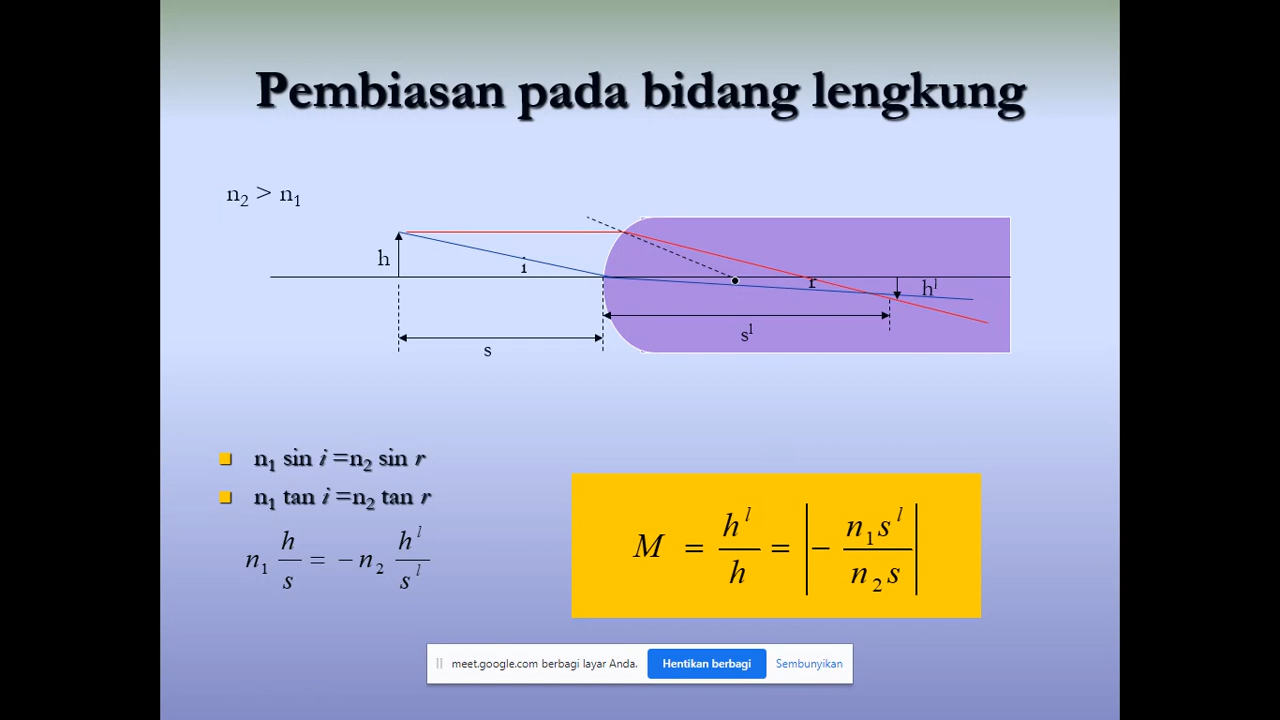 Pembiasan pada bidang lengkung
n₂ > n₁
h
i
r
hˡ
sˡ
s
n₁ sin i =n₂ sin r
n₁ tan i =n₂ tan r
n₁ h/s = − n₂ hˡ/sˡ
M = hˡ/h = |− n₁sˡ/n₂s|
meet.google.com berbagi layar Anda. Hentikan berbagi Sembunyikan